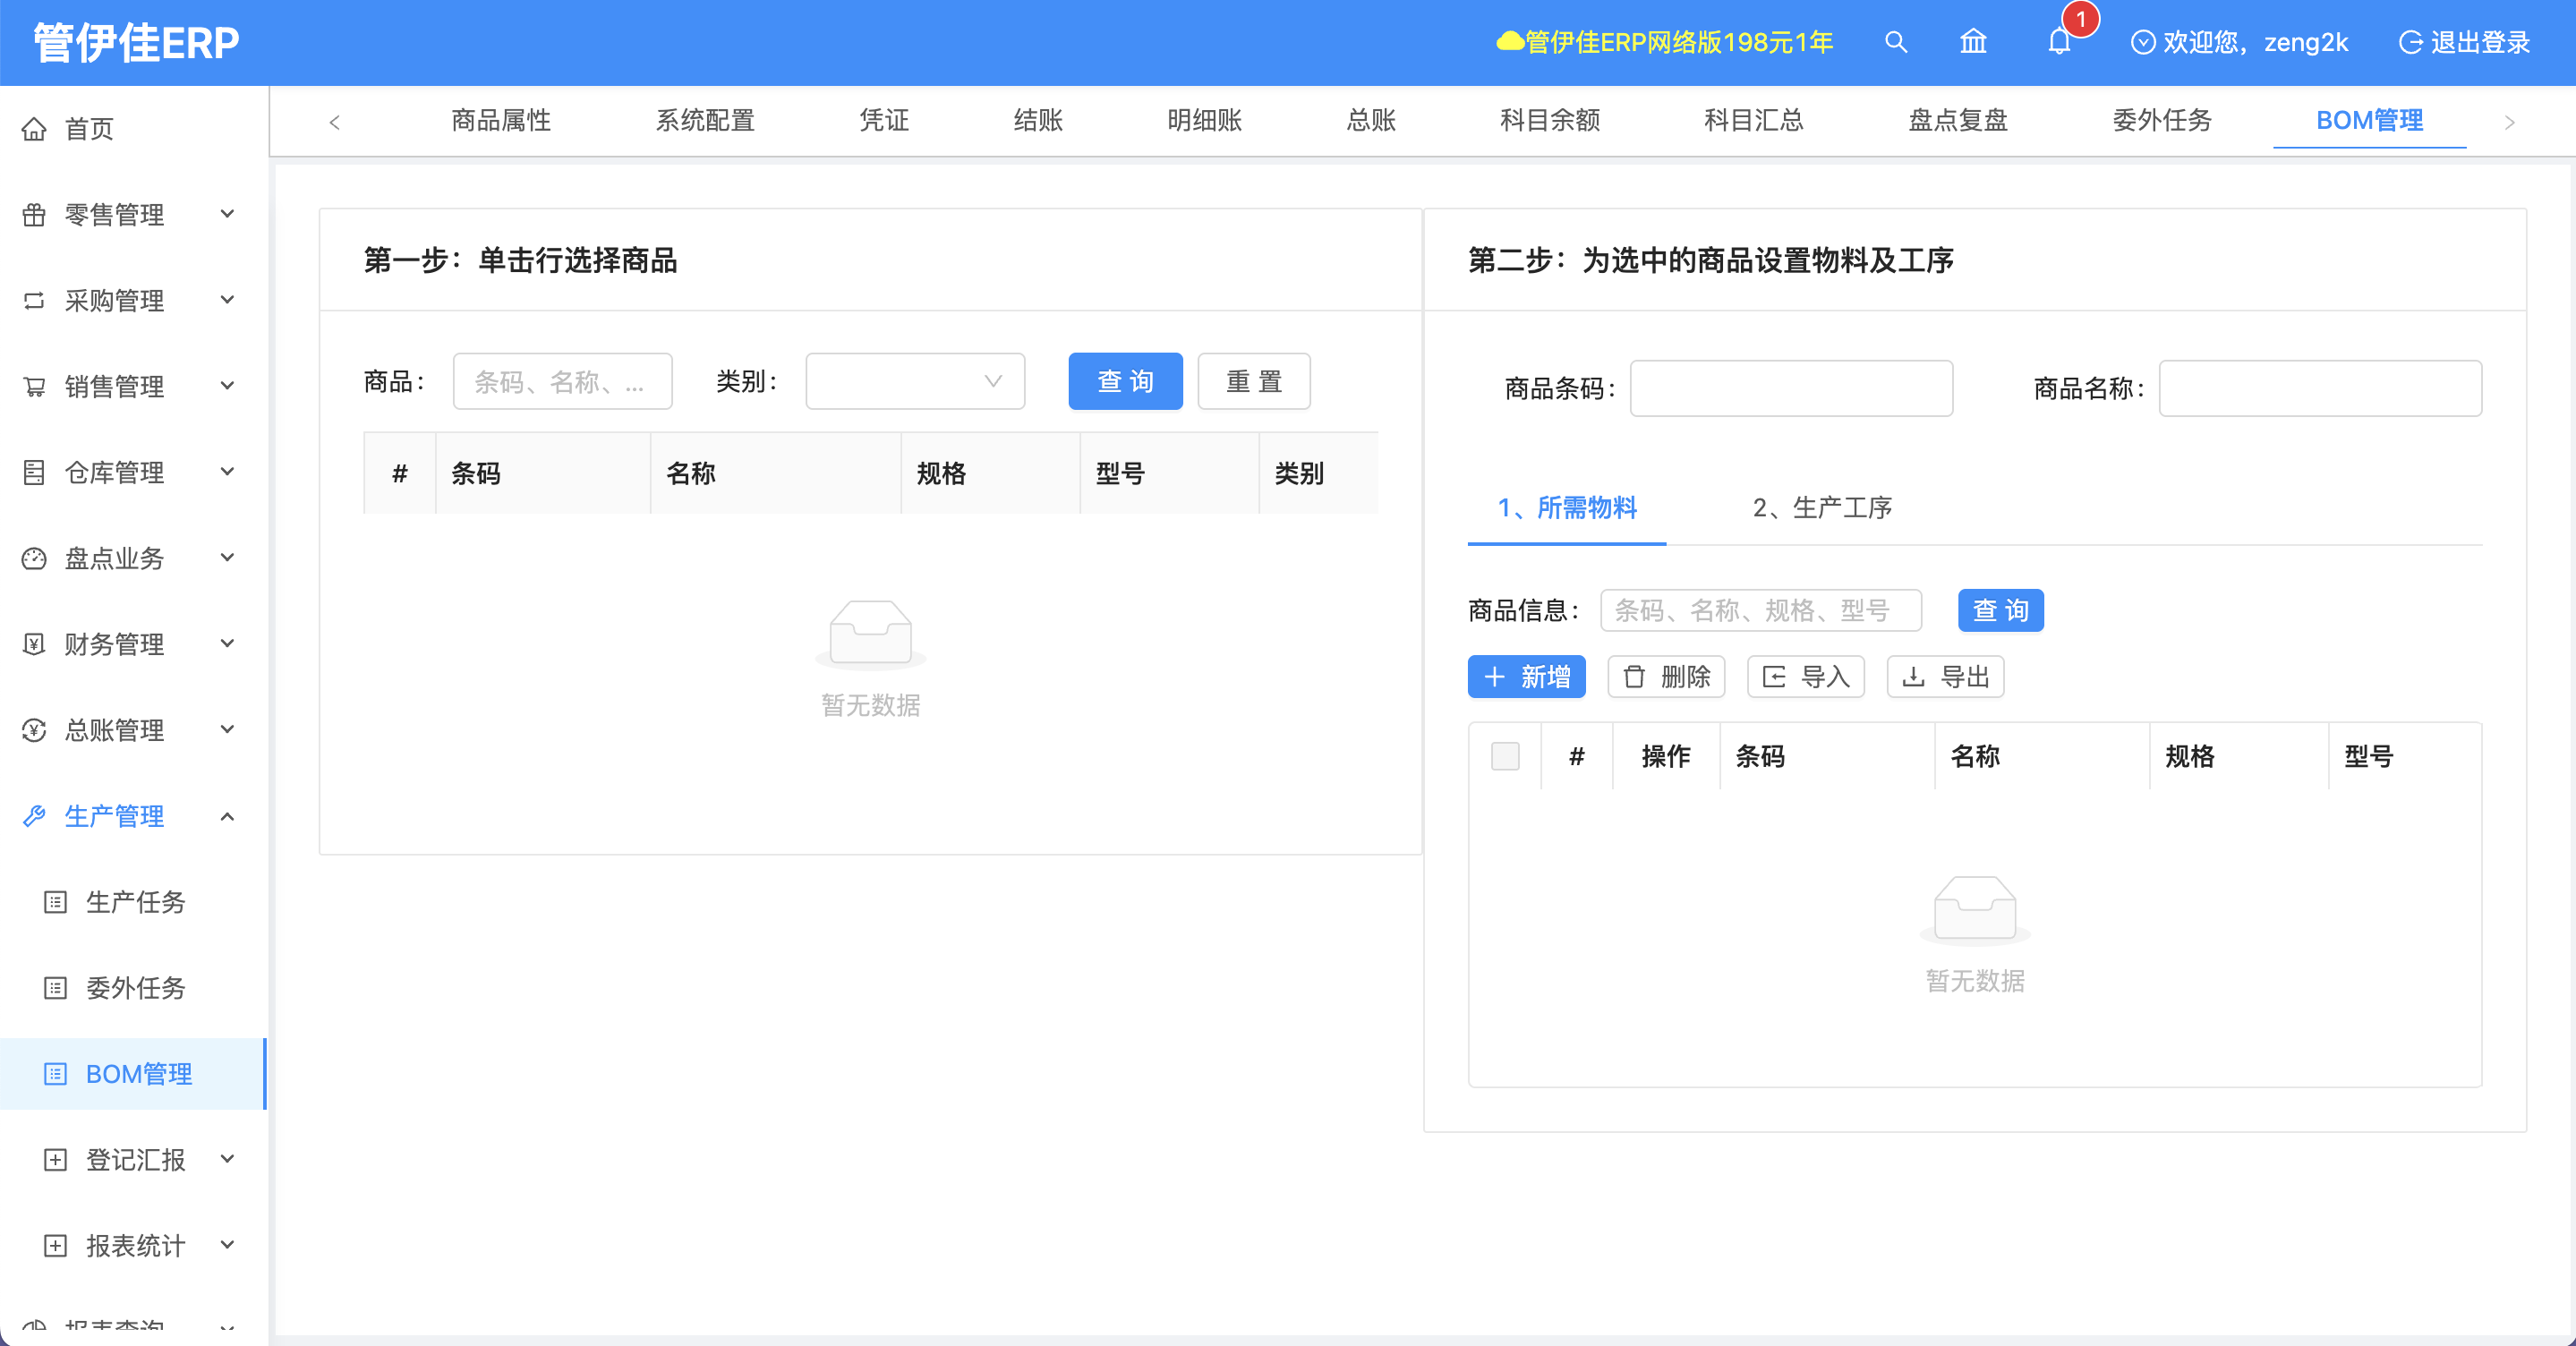 管伊佳ERP
管伊佳ERP网络版198元1年
1
欢迎您，zeng2k
退出登录
首页
零售管理
采购管理
销售管理
仓库管理
盘点业务
财务管理
总账管理
生产管理
生产任务
委外任务
BOM管理
登记汇报
报表统计
报表查询
商品属性 系统配置 凭证 结账 明细账 总账 科目余额 科目汇总 盘点复盘 委外任务 BOM管理
第一步：单击行选择商品
商品： 条码、名称、... 类别： 查询 重置
# 条码 名称 规格 型号 类别
暂无数据
第二步：为选中的商品设置物料及工序
商品条码： 商品名称：
1、所需物料 2、生产工序
商品信息： 条码、名称、规格、型号 查询
新增 删除 导入 导出
# 操作 条码 名称 规格 型号
暂无数据